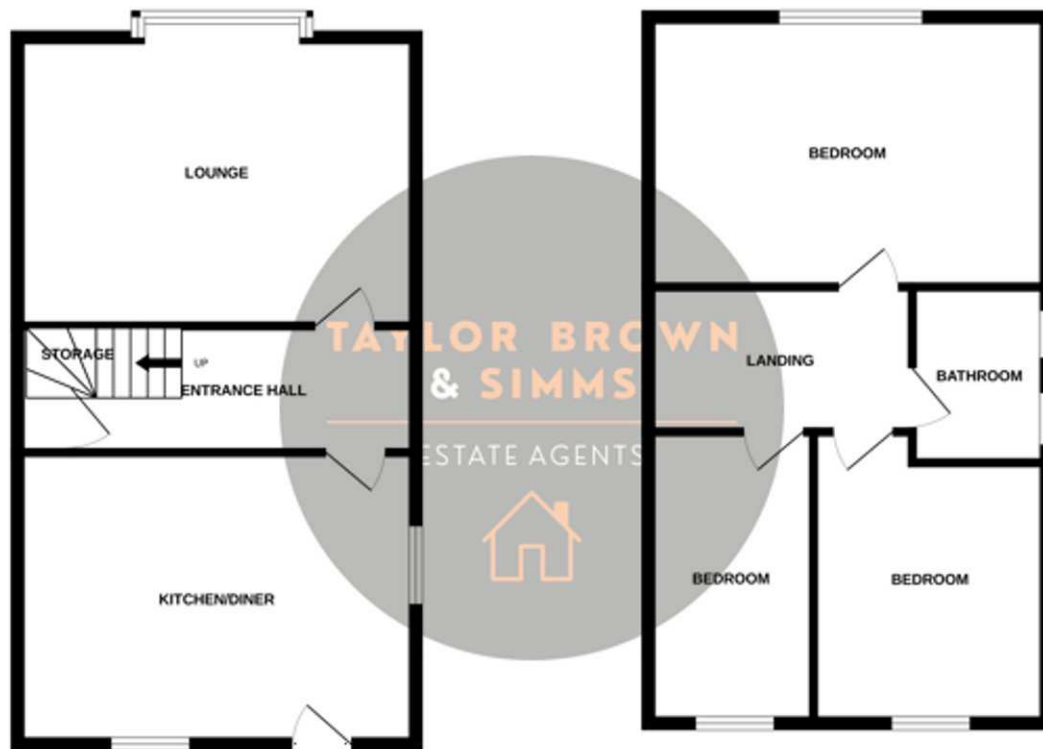 LOUNGE
STORAGE
UP
ENTRANCE HALL
KITCHEN/DINER
BEDROOM
LANDING
BATHROOM
BEDROOM
BEDROOM
TAYLOR BROWN
& SIMMS
ESTATE AGENTS